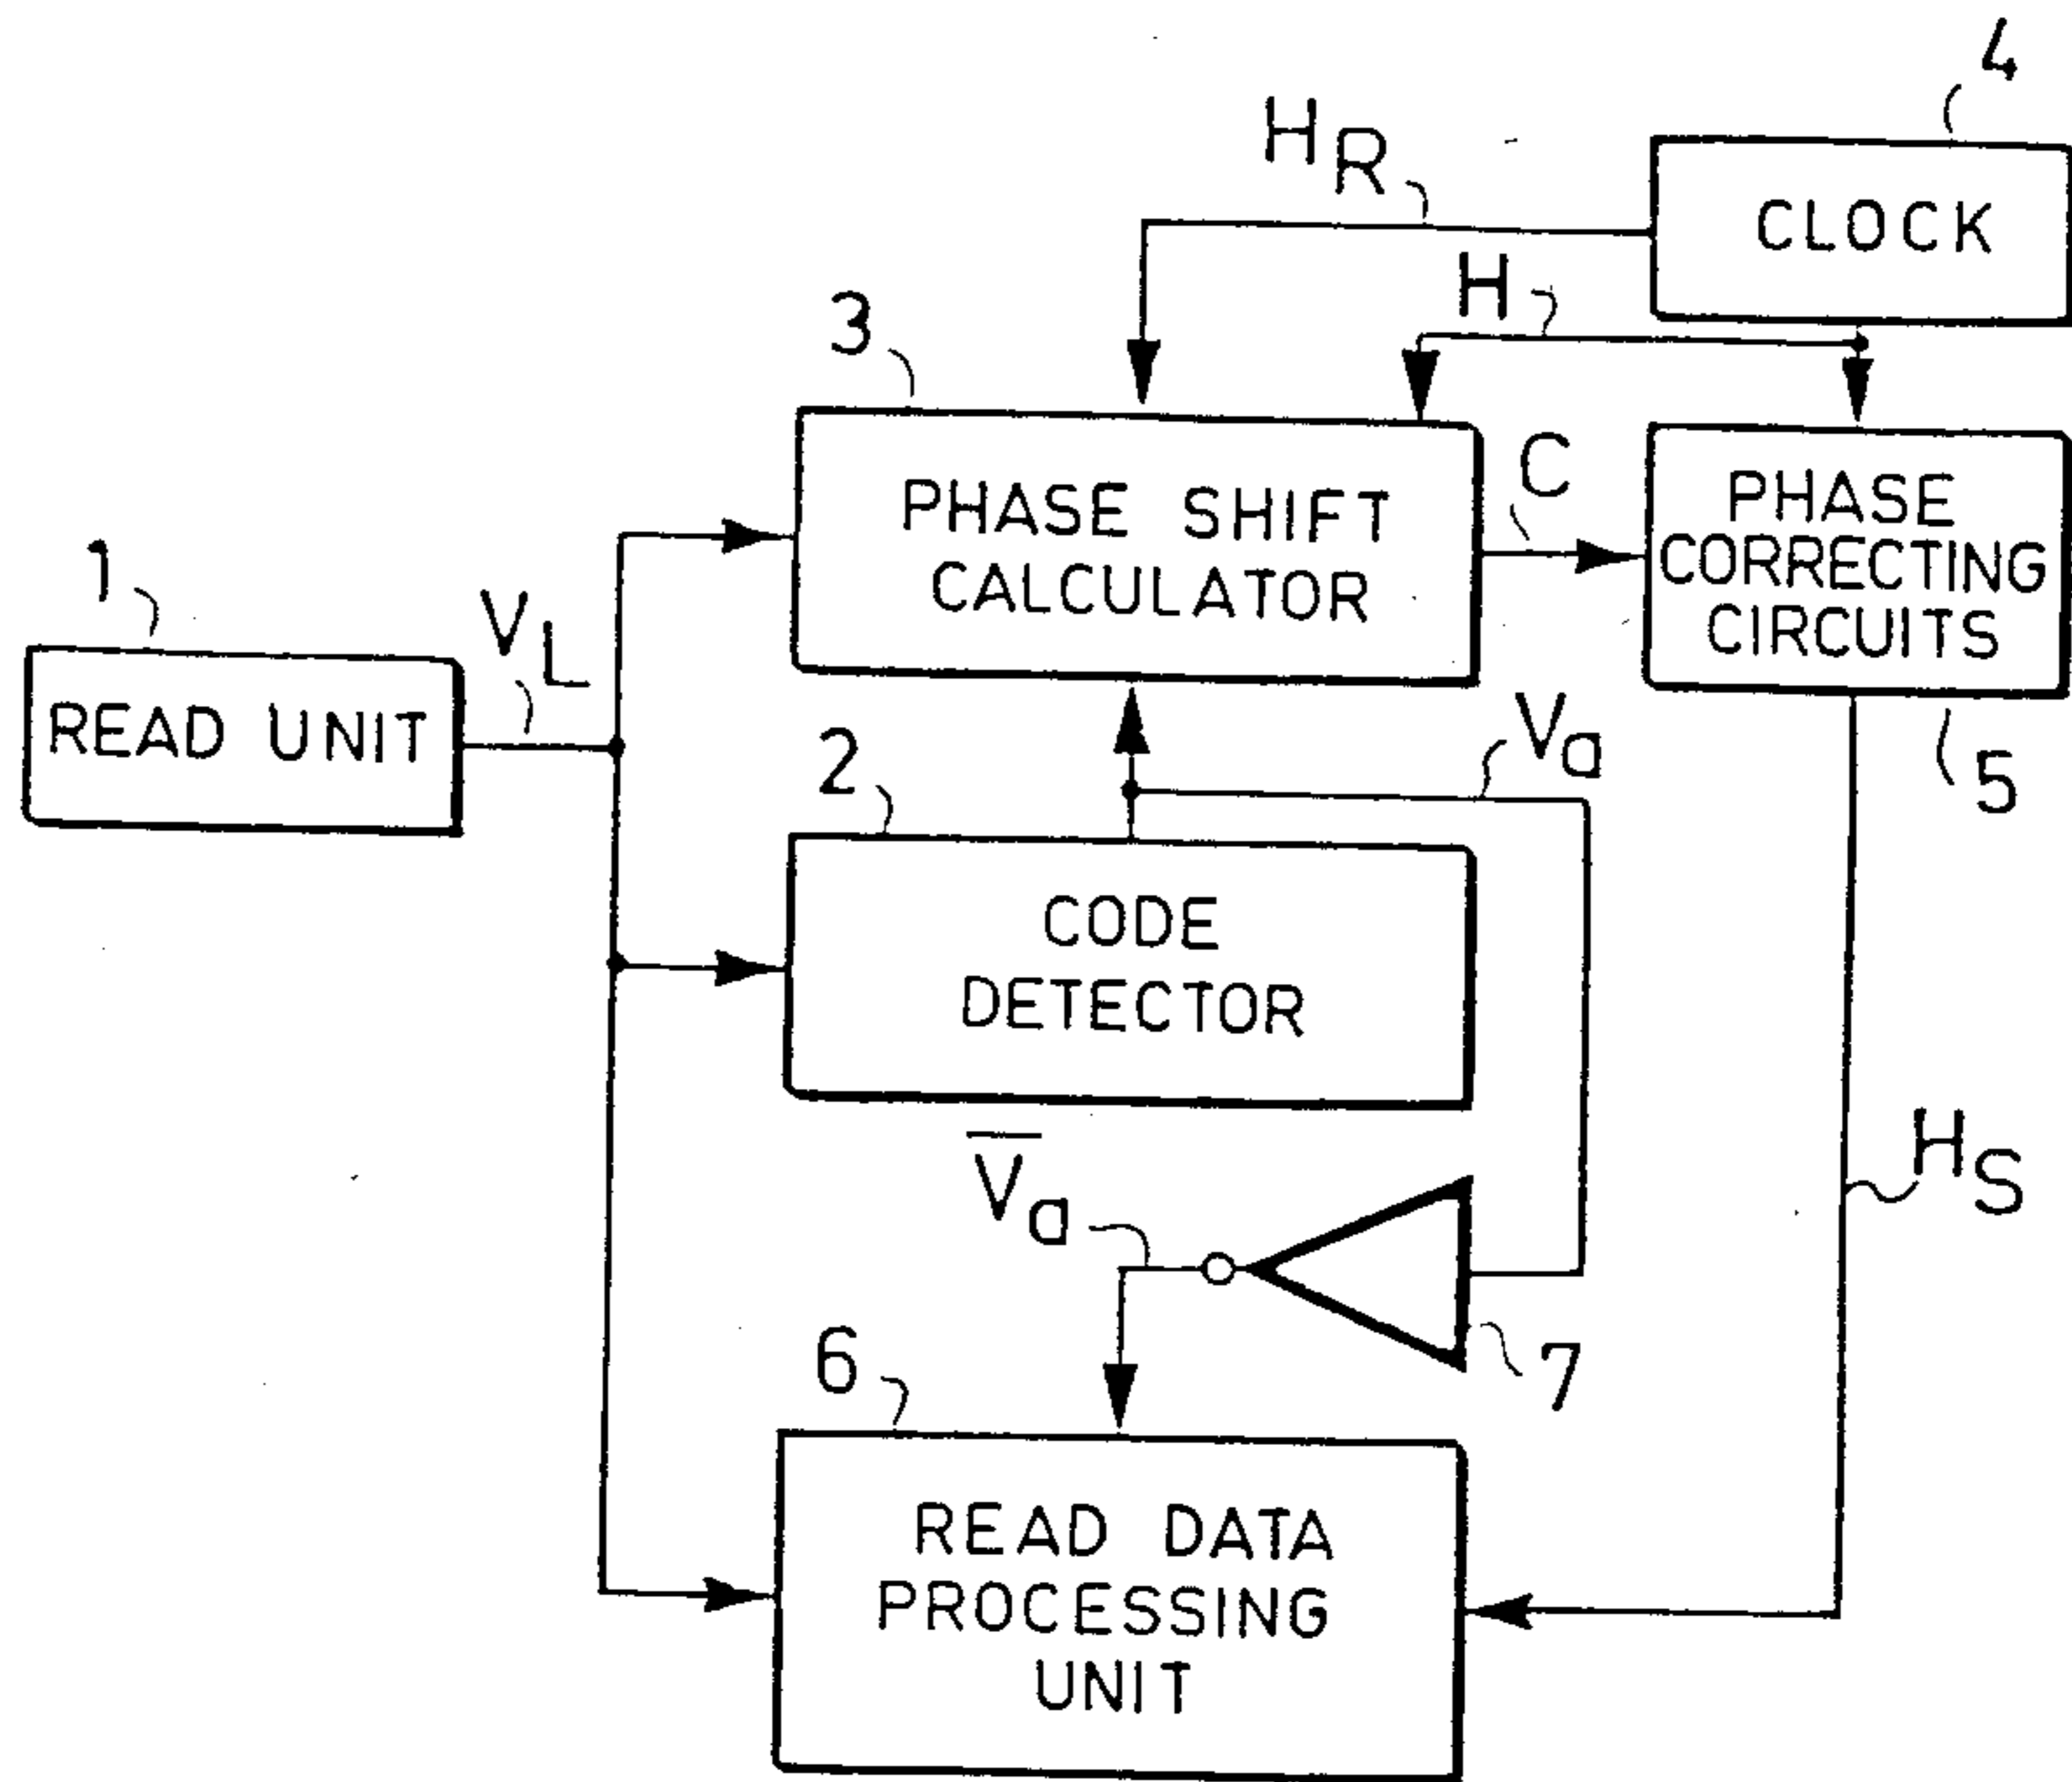 4
H_R
CLOCK
H
3
PHASE SHIFT
CALCULATOR
C
PHASE
CORRECTING
CIRCUITS
1
V_L
READ UNIT
2
V_a
5
CODE
DETECTOR
V̅_a
H_S
7
6
READ DATA
PROCESSING
UNIT